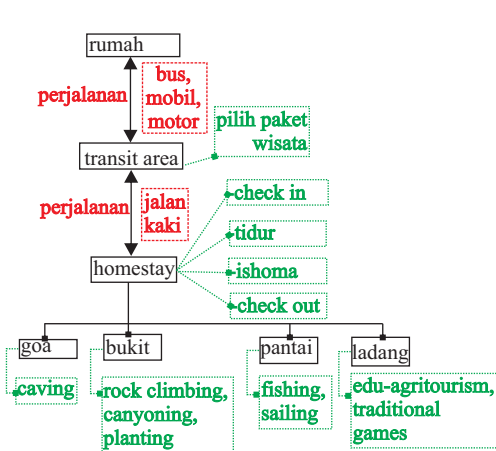 rumah
perjalanan
bus,
mobil,
motor
pilih paket
wisata
transit area
perjalanan
jalan
kaki
check in
tidur
homestay
ishoma
check out
goa
bukit
pantai
ladang
caving
rock climbing,
canyoning,
planting
fishing,
sailing
edu-agritourism,
traditional
games